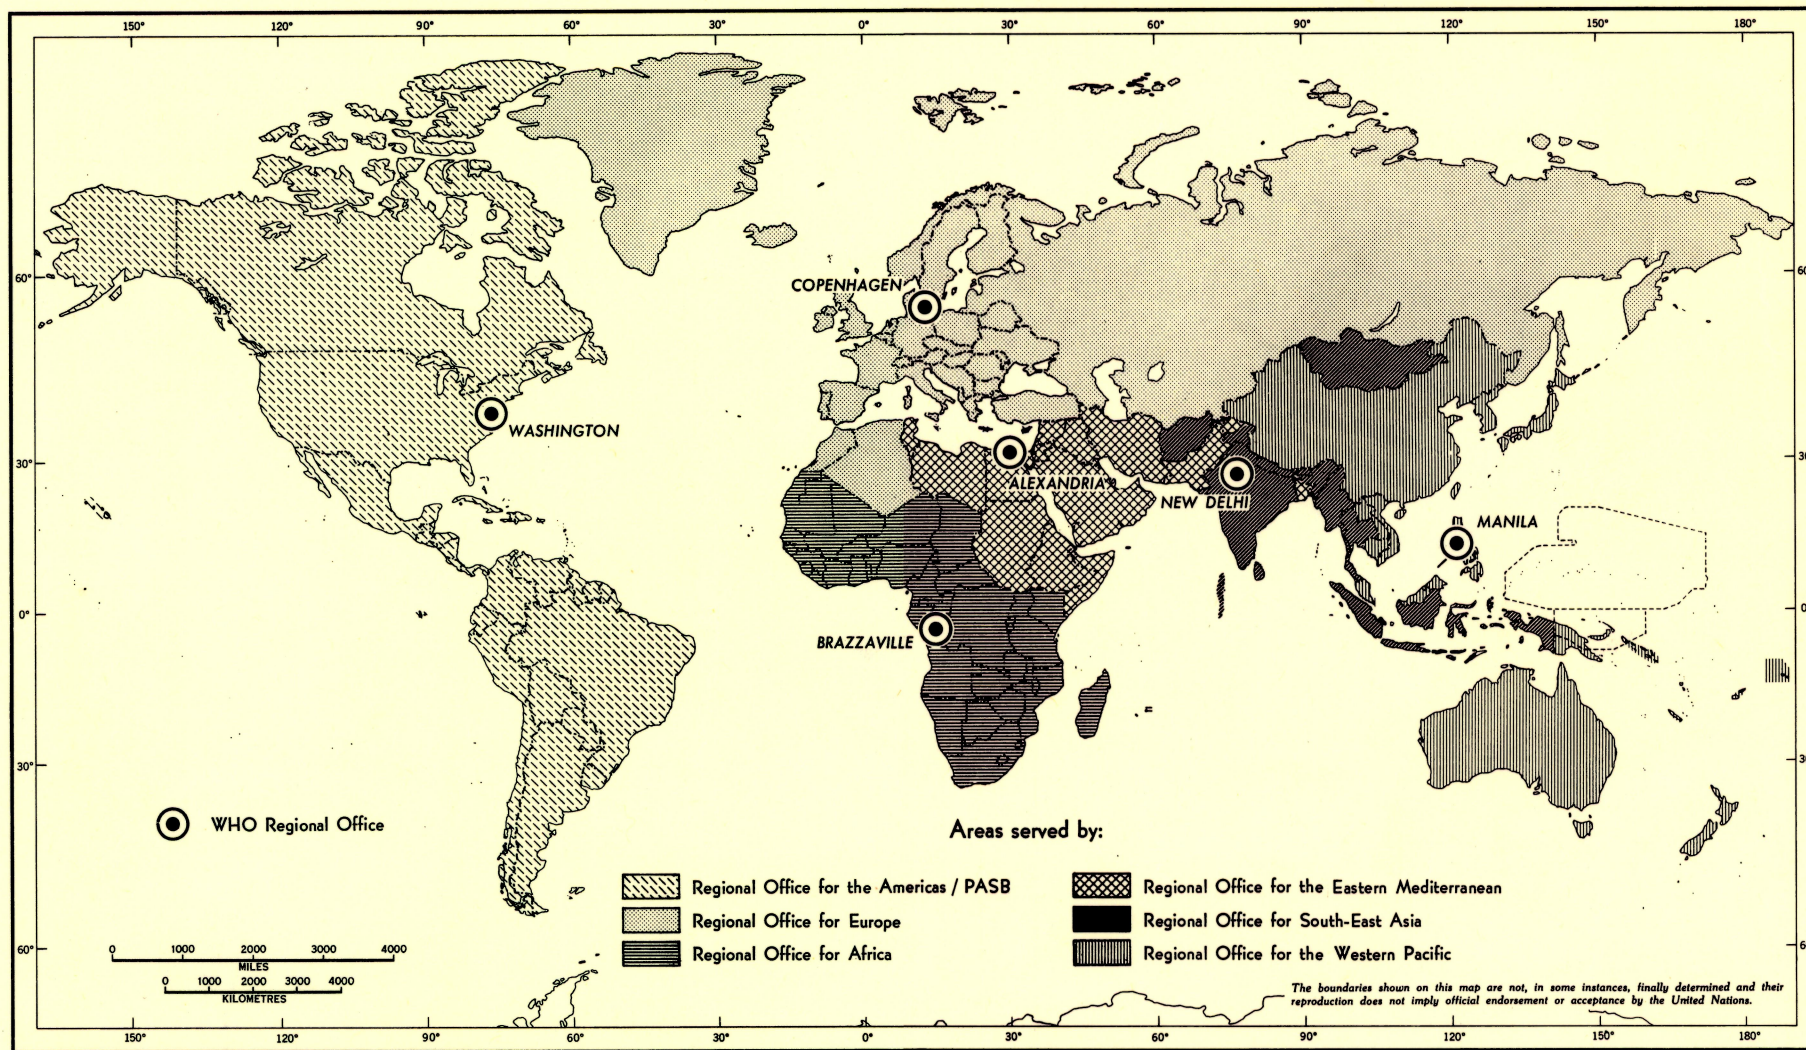 150° 120° 90° 60° 30° 0° 30° 60° 90° 120° 150° 180°
60°
COPENHAGEN
WASHINGTON
30°
ALEXANDRIA
NEW DELHI
MANILA
0°
BRAZZAVILLE
30°
WHO Regional Office
Areas served by:
Regional Office for the Americas / PASB
Regional Office for Europe
Regional Office for Africa
Regional Office for the Eastern Mediterranean
Regional Office for South-East Asia
Regional Office for the Western Pacific
60°
0 1000 2000 3000 4000
MILES
0 1000 2000 3000 4000
KILOMETRES
The boundaries shown on this map are not, in some instances, finally determined and their
reproduction does not imply official endorsement or acceptance by the United Nations.
150° 120° 90° 60° 30° 0° 30° 60° 90° 120° 150° 180°